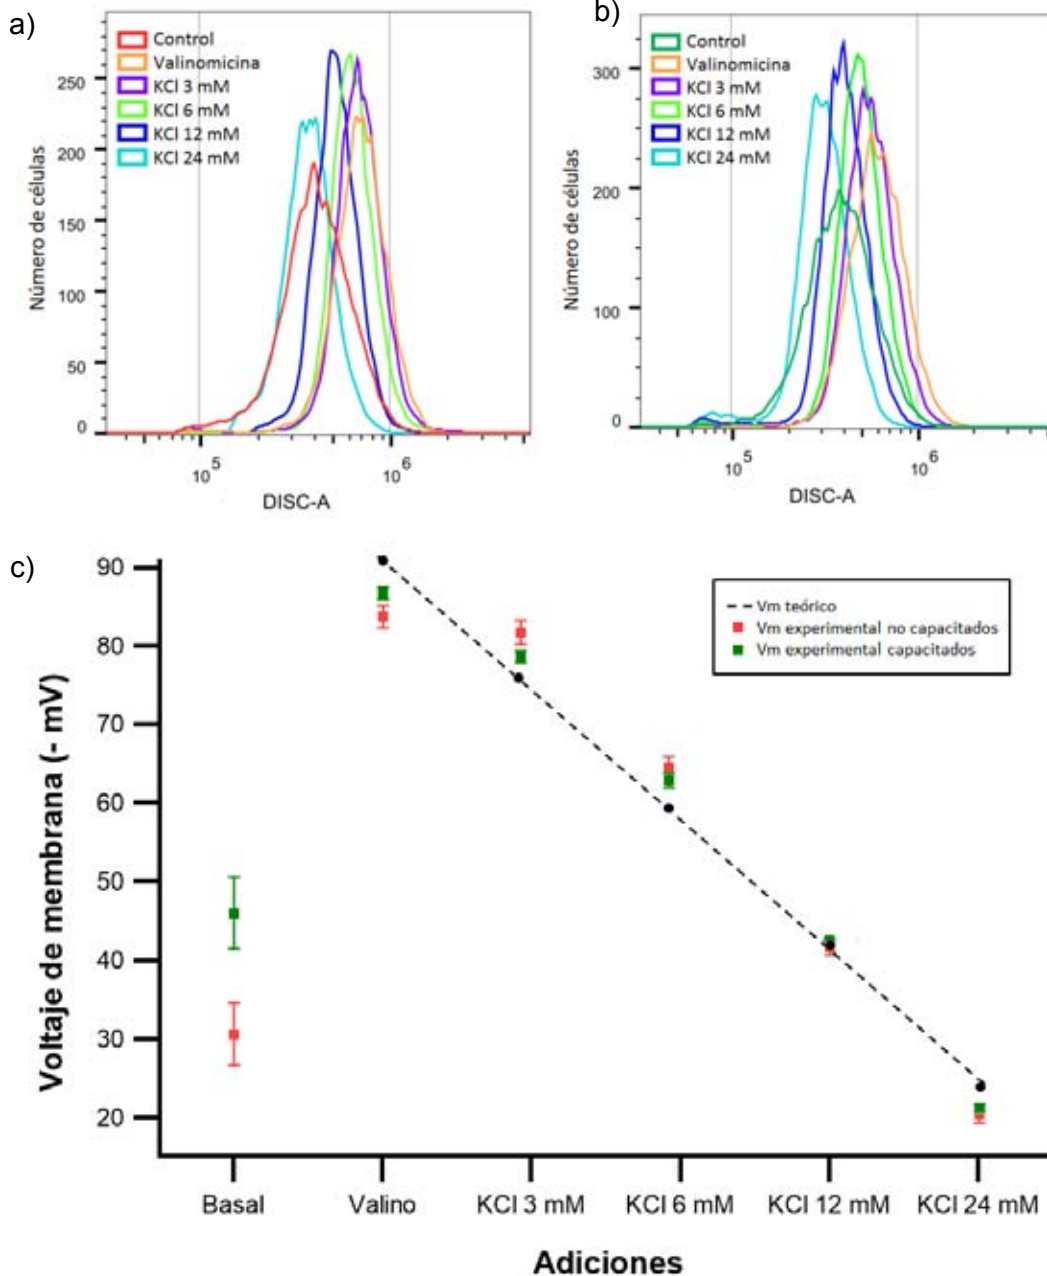 a)
Control
Valinomicina
KCl 3 mM
KCl 6 mM
KCl 12 mM
KCl 24 mM
Número de células
250
200
150
100
50
0
10^5
10^6
DISC-A
b)
Control
Valinomicina
KCl 3 mM
KCl 6 mM
KCl 12 mM
KCl 24 mM
Número de células
300
200
100
0
10^5
10^6
DISC-A
c)
Voltaje de membrana (- mV)
90
80
70
60
50
40
30
20
Vm teórico
Vm experimental no capacitados
Vm experimental capacitados
Basal
Valino
KCl 3 mM
KCl 6 mM
KCl 12 mM
KCl 24 mM
Adiciones